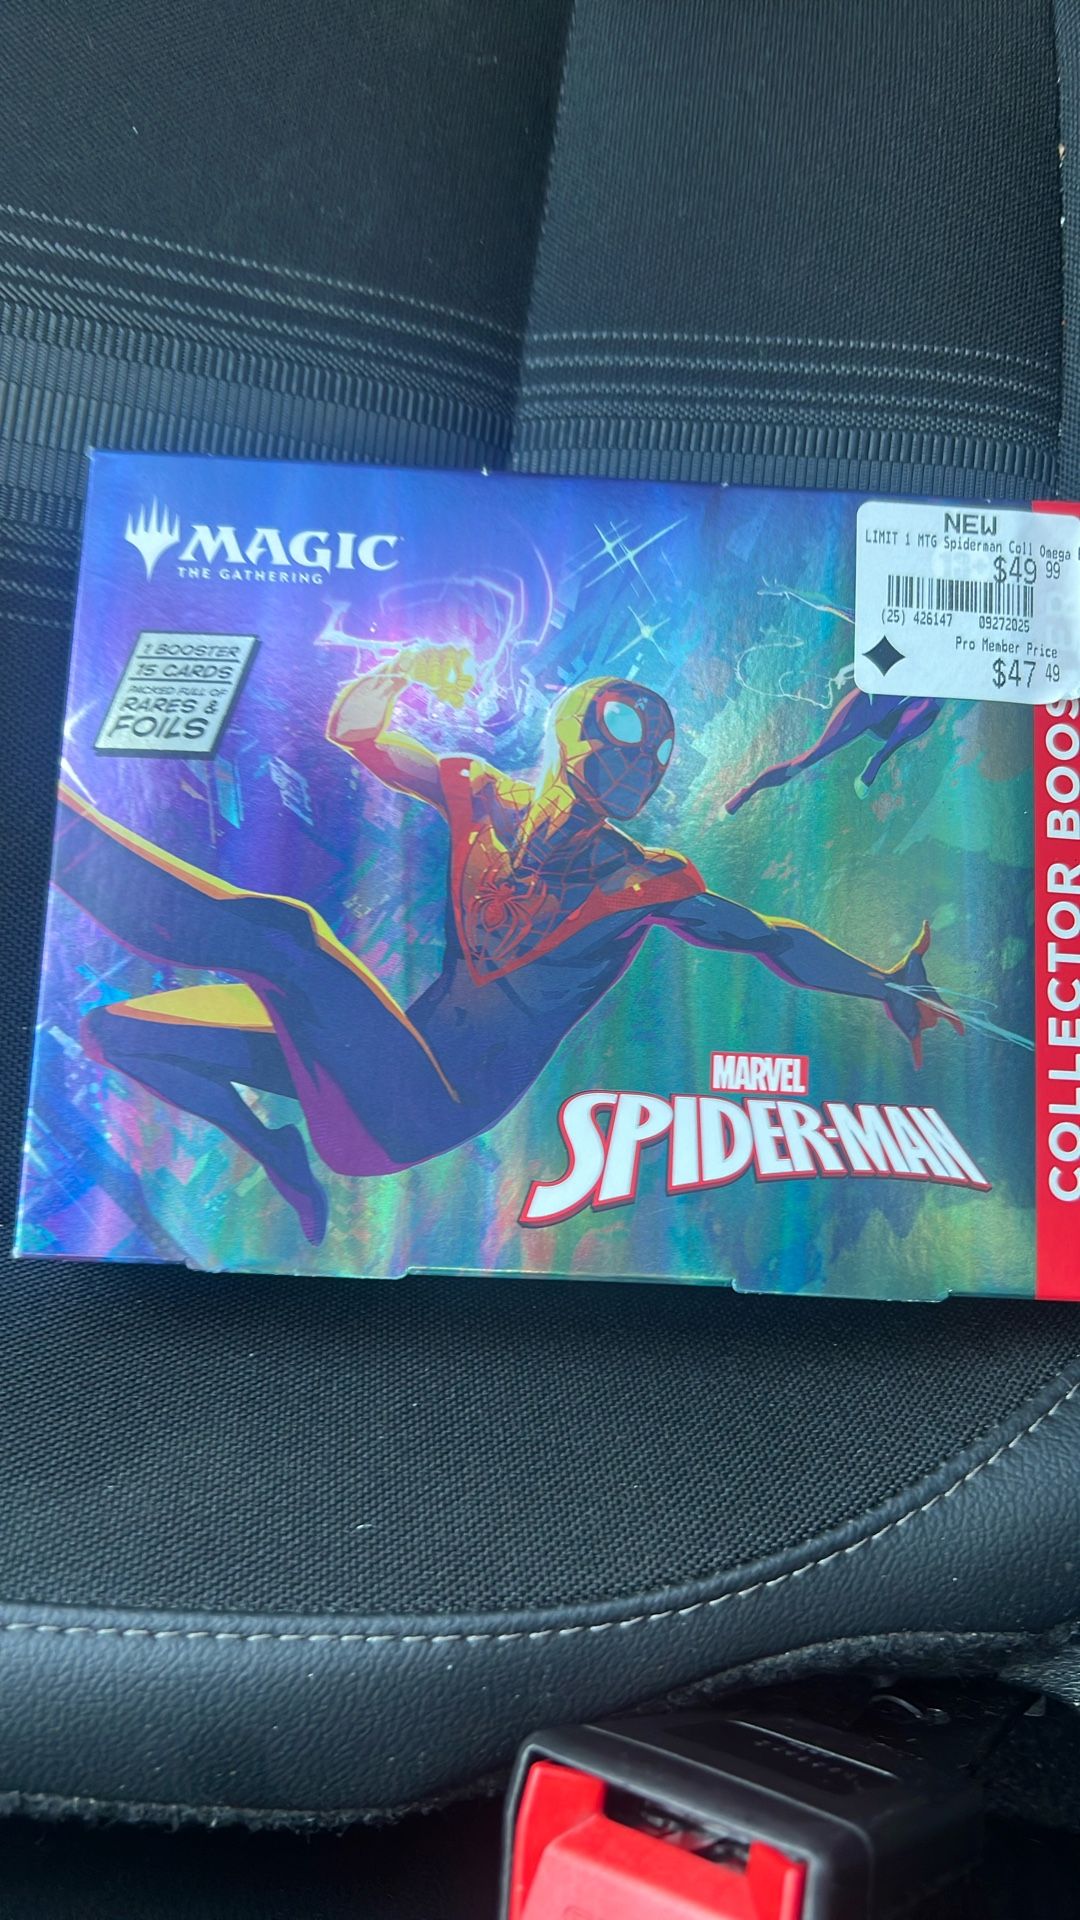 MAGIC
THE GATHERING
1 BOOSTER
15 CARDS
PACKED FULL OF
RARES &
FOILS
NEW
LIMIT 1 MTG Spiderman Coll Omega
$49 99
(25) 426147 09272025
Pro Member Price
$47 49
MARVEL
SPIDER-MAN
COLLECTOR BOOS